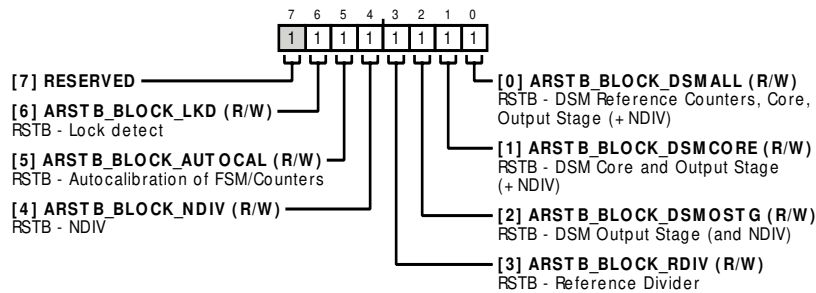 7 6 5 4 3 2 1 0
1 1 1 1 1 1 1 1
[7] RESERVED
[6] ARSTB_BLOCK_LKD (R/W)
RSTB - Lock detect
[5] ARSTB_BLOCK_AUTOCAL (R/W)
RSTB - Autocalibration of FSM/Counters
[4] ARSTB_BLOCK_NDIV (R/W)
RSTB - NDIV
[0] ARSTB_BLOCK_DSMALL (R/W)
RSTB - DSM Reference Counters, Core,
Output Stage (+ NDIV)
[1] ARSTB_BLOCK_DSMCORE (R/W)
RSTB - DSM Core and Output Stage
(+ NDIV)
[2] ARSTB_BLOCK_DSMOSTG (R/W)
RSTB - DSM Output Stage (and NDIV)
[3] ARSTB_BLOCK_RDIV (R/W)
RSTB - Reference Divider